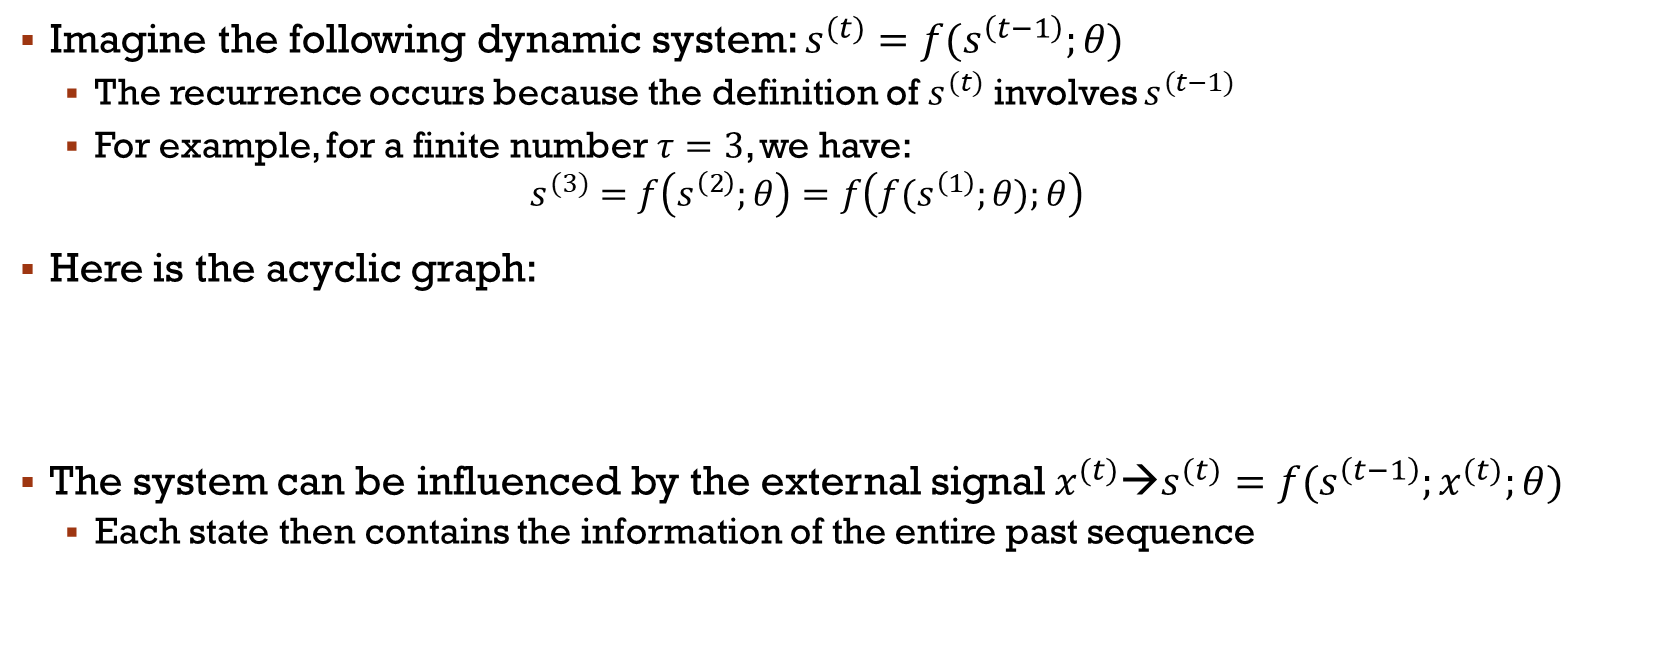 ▪ Imagine the following dynamic system: s^(t) = f(s^(t−1); θ)
▪ The recurrence occurs because the definition of s^(t) involves s^(t−1)
▪ For example, for a finite number τ = 3, we have:
s^(3) = f(s^(2); θ) = f(f(s^(1); θ); θ)
▪ Here is the acyclic graph:
▪ The system can be influenced by the external signal x^(t)→s^(t) = f(s^(t−1); x^(t); θ)
▪ Each state then contains the information of the entire past sequence